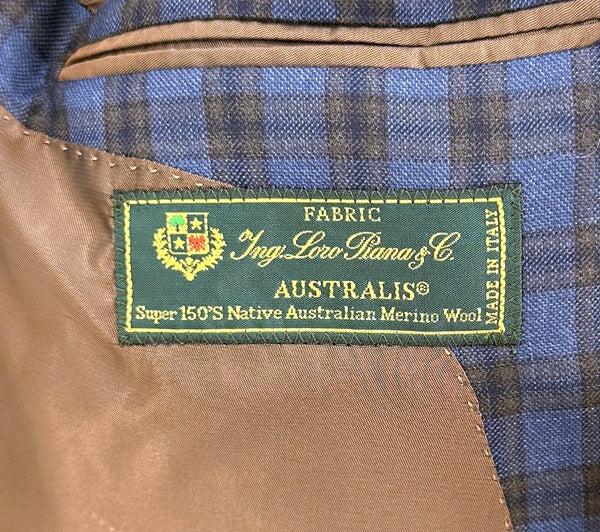 FABRIC
Ing. Loro Piana & C.
AUSTRALIS®
Super 150'S Native Australian Merino Wool
MADE IN ITALY